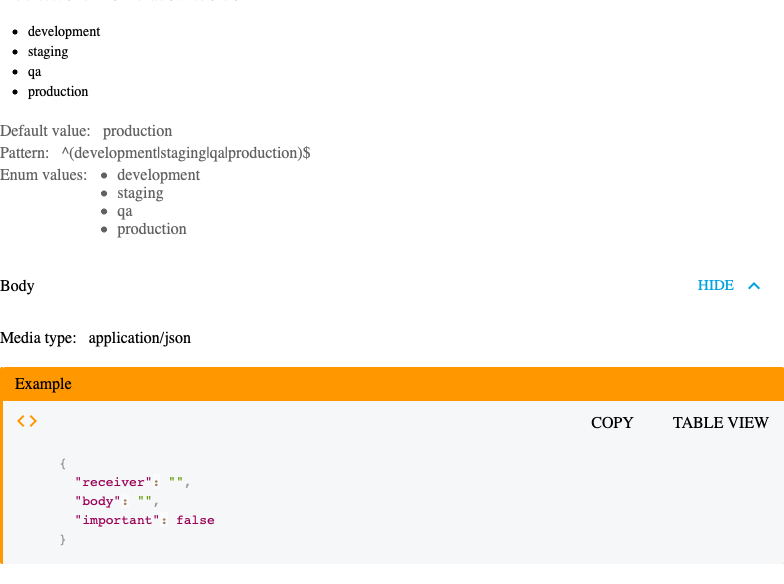 development
staging
qa
production
Default value: production
Pattern: ^(development|staging|qa|production)$
Enum values: development
staging
qa
production
Body HIDE
Media type: application/json
Example
<> COPY TABLE VIEW
{
"receiver": "",
"body": "",
"important": false
}